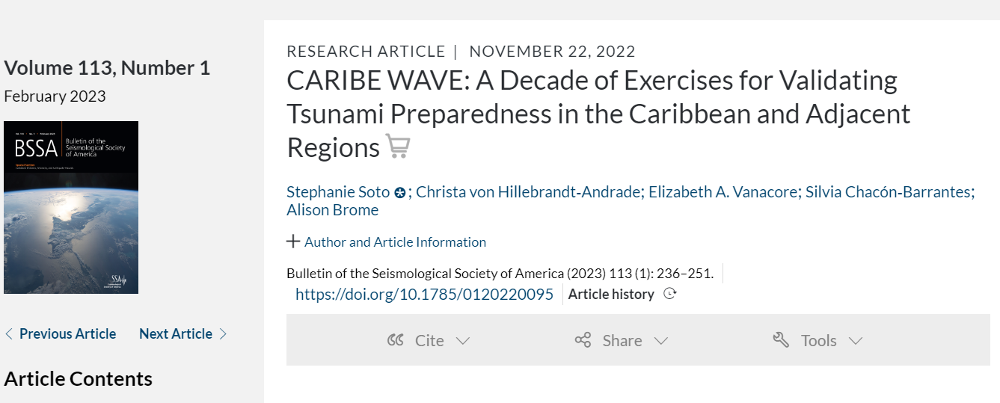 Volume 113, Number 1
February 2023
BSSA
Bulletin of the
Seismological Society
of America
SSA
Previous Article
Next Article
Article Contents
RESEARCH ARTICLE | NOVEMBER 22, 2022
CARIBE WAVE: A Decade of Exercises for Validating
Tsunami Preparedness in the Caribbean and Adjacent
Regions
Stephanie Soto ; Christa von Hillebrandt-Andrade; Elizabeth A. Vanacore; Silvia Chacón-Barrantes;
Alison Brome
Author and Article Information
Bulletin of the Seismological Society of America (2023) 113 (1): 236–251.
https://doi.org/10.1785/0120220095
Article history
Cite
Share
Tools